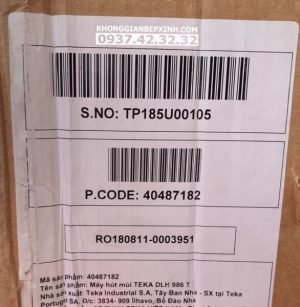 KHONGGIANBEPXINH.COM
0937.42.32.32
S.NO: TP185U00105
P.CODE: 40487182
RO180811-0003951
Mã sản phẩm: 40487182
Tên sản phẩm: Máy hút mùi TEKA DLH 986 T
Nhà sản xuất: Teka Industrial S.A, Tây Ban Nha - SX tại Teka
Portugal SA, Đ/c: 3834- 909 Ílhavo, Bồ Đào Nha